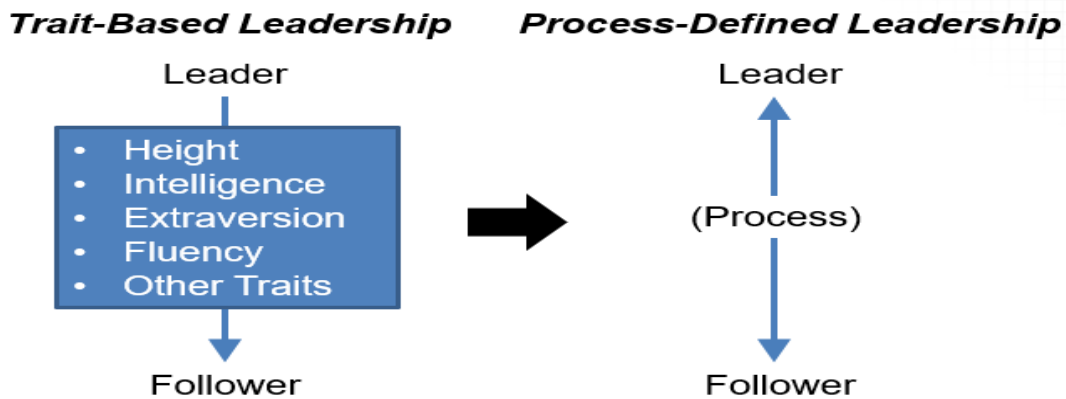 Trait-Based Leadership
Leader
• Height
• Intelligence
• Extraversion
• Fluency
• Other Traits
Follower
Process-Defined Leadership
Leader
(Process)
Follower